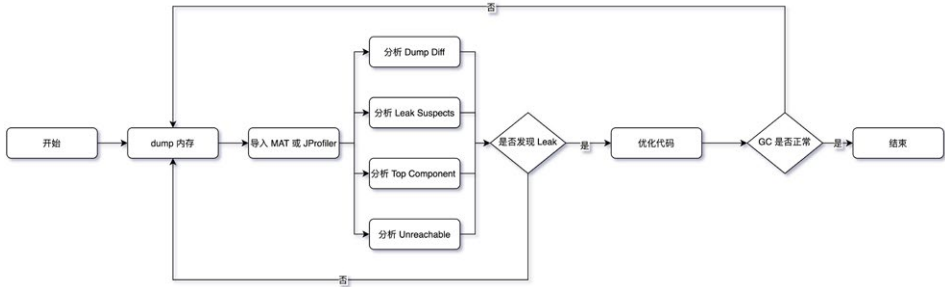 否
分析 Dump Diff
分析 Leak Suspects
开始
dump 内存
导入 MAT 或 JProfiler
是否发现 Leak
是
优化代码
GC 是否正常
是
结束
分析 Top Component
分析 Unreachable
否